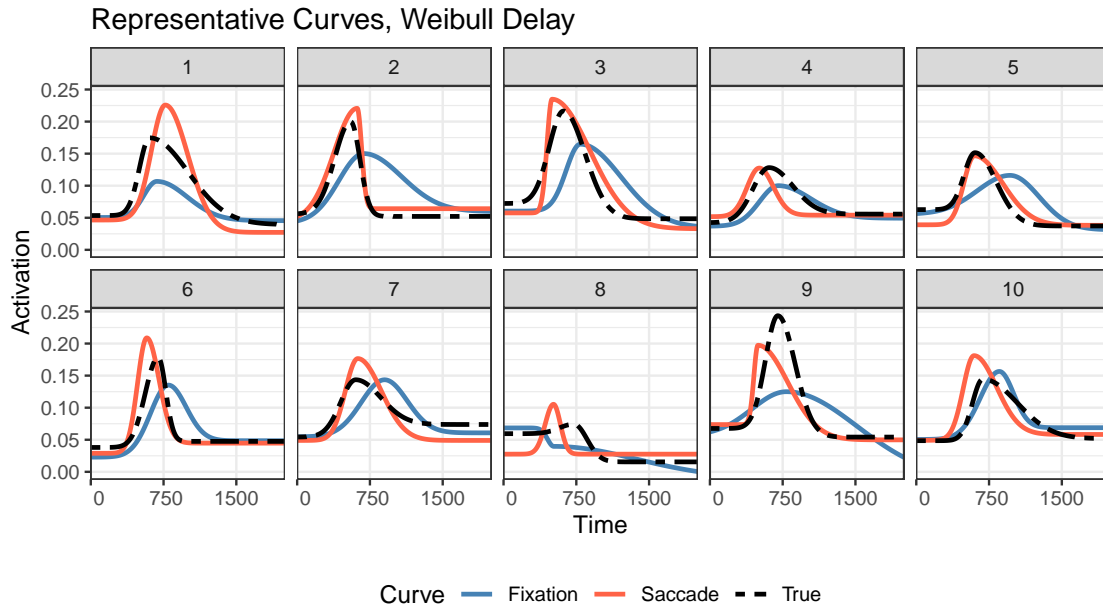 Representative Curves, Weibull Delay
1 2 3 4 5
0.25
0.20
0.15
0.10
0.05
0.00
Activation
6 7 8 9 10
0.25
0.20
0.15
0.10
0.05
0.00
0 750 1500 0 750 1500 0 750 1500 0 750 1500 0 750 1500
Time
Curve Fixation Saccade True